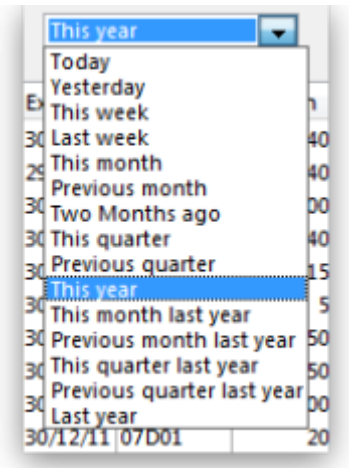 This year
Today
Yesterday
This week
Last week
This month
Previous month
Two Months ago
This quarter
Previous quarter
This year
This month last year
Previous month last year
This quarter last year
Previous quarter last year
Last year
30/12/11 07D01 20